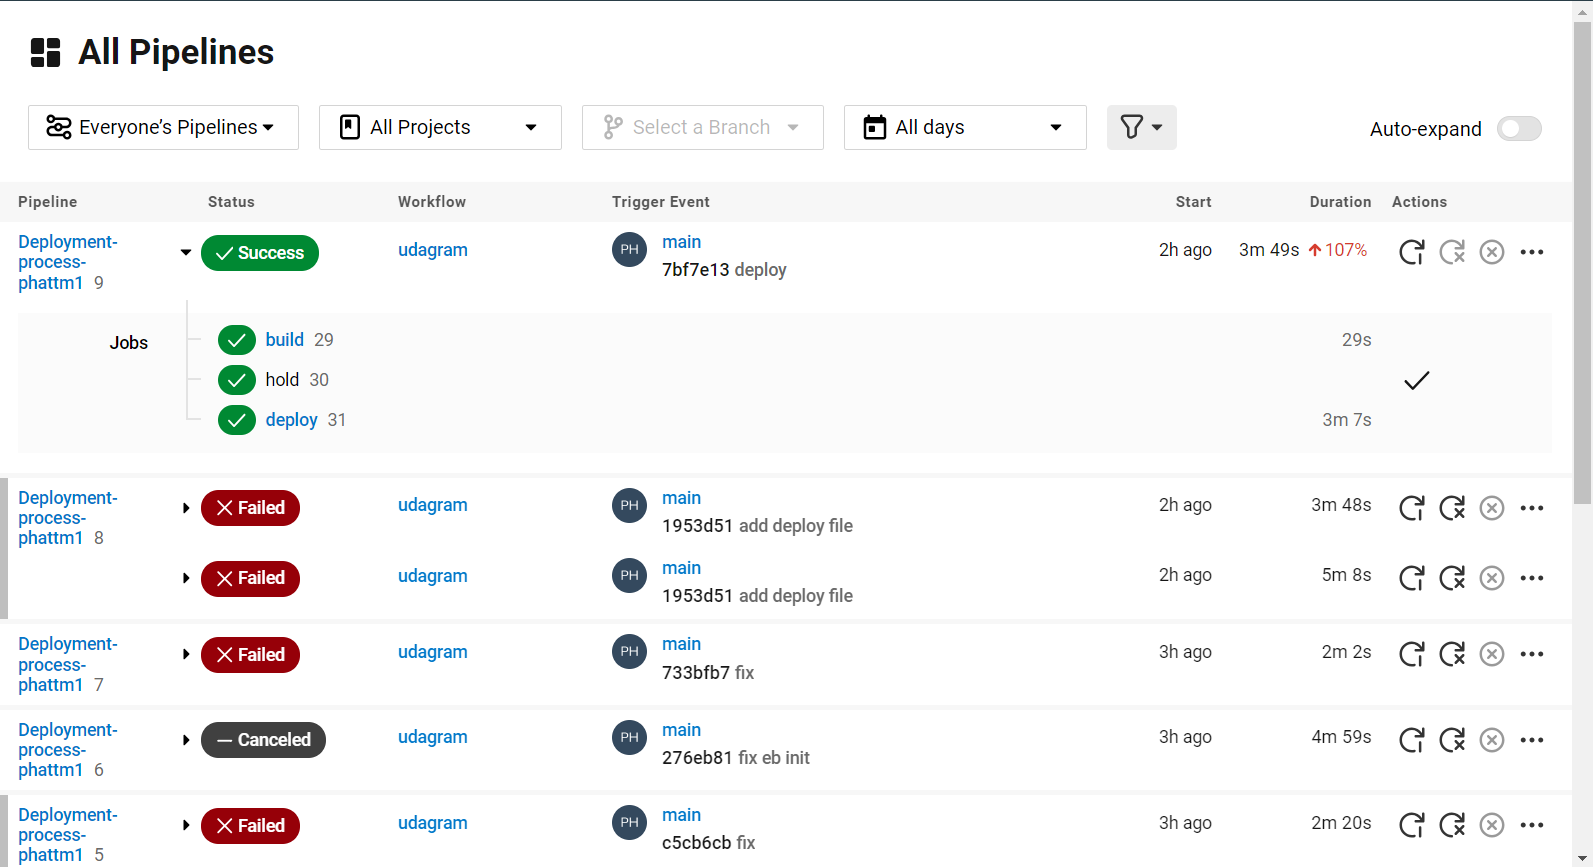 All Pipelines
Everyone’s Pipelines
All Projects
Select a Branch
All days
Auto-expand
Pipeline Status Workflow Trigger Event Start Duration Actions
Deployment-process-phattm1 9 Success udagram PH main 2h ago 3m 49s 107%
7bf7e13 deploy
Jobs
build 29 29s
hold 30
deploy 31 3m 7s
Deployment-process-phattm1 8 Failed udagram PH main 2h ago 3m 48s
1953d51 add deploy file
Failed udagram PH main 2h ago 5m 8s
1953d51 add deploy file
Deployment-process-phattm1 7 Failed udagram PH main 3h ago 2m 2s
733bfb7 fix
Deployment-process-phattm1 6 Canceled udagram PH main 3h ago 4m 59s
276eb81 fix eb init
Deployment-process-phattm1 5 Failed udagram PH main 3h ago 2m 20s
c5cb6cb fix